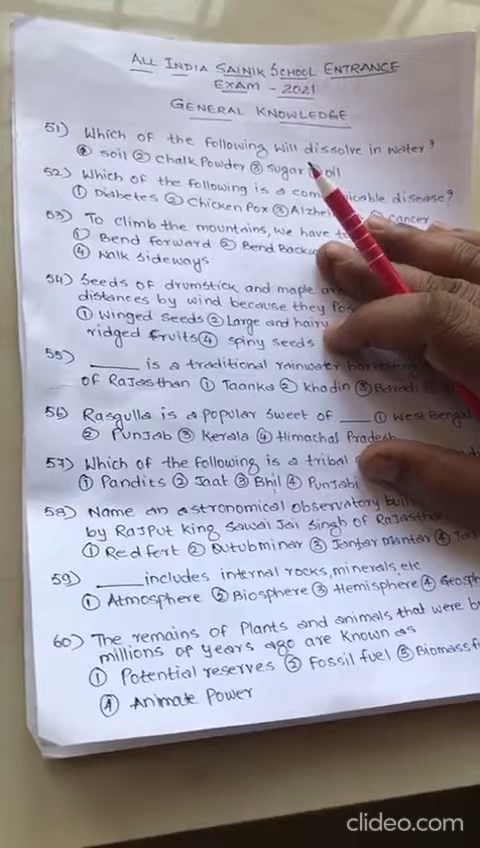 ALL INDIA SAINIK SCHOOL ENTRANCE
EXAM - 2021
GENERAL KNOWLEDGE
51) Which of the following will dissolve in water?
① Soil ② Chalk Powder ③ Sugar oil
52) Which of the following is a disease?
① Diabetes ② Chicken Pox ③ Cancer
53) To climb the mountains, we have
① Bend forward ② Bend
④ Walk sideways
54) Seeds of drumstick and maple
distances by wind because they
① Winged Seeds ② Large and hairy
ridged fruits ④ Spiny seeds
55) ____ is a traditional rainwater
of Rajasthan ① Taanka ② Khadin ③
56) Rasgulla is a popular sweet of ___ ① West Bengal
② Punjab ③ Kerala ④ Himachal Pradesh
57) Which of the following is a tribal
① Pandits ② Jaat ③ Bhil ④ Punjabi
58) Name an astronomical observatory
by Rajput king Sawai Jai Singh of
① Red fort ② Qutub minar ③ Jantar Mantar ④
59) ____ includes internal rocks, minerals, etc
① Atmosphere ② Biosphere ③ Hemisphere ④
60) The remains of Plants and animals that were
millions of years ago are known as
① Potential reserves ② Fossil fuel ③
④ Animate Power
clideo.com